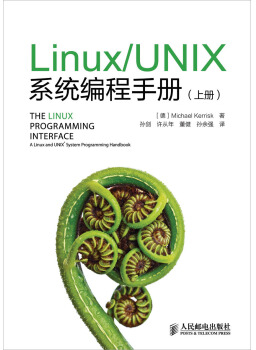 Linux/UNIX
系统编程手册（上册）
THE LINUX
PROGRAMMING
INTERFACE
A Linux and UNIX® System Programming Handbook
［德］Michael Kerrisk 著
孙剑 许从年 董健 孙余强 译
人民邮电出版社
POSTS & TELECOM PRESS